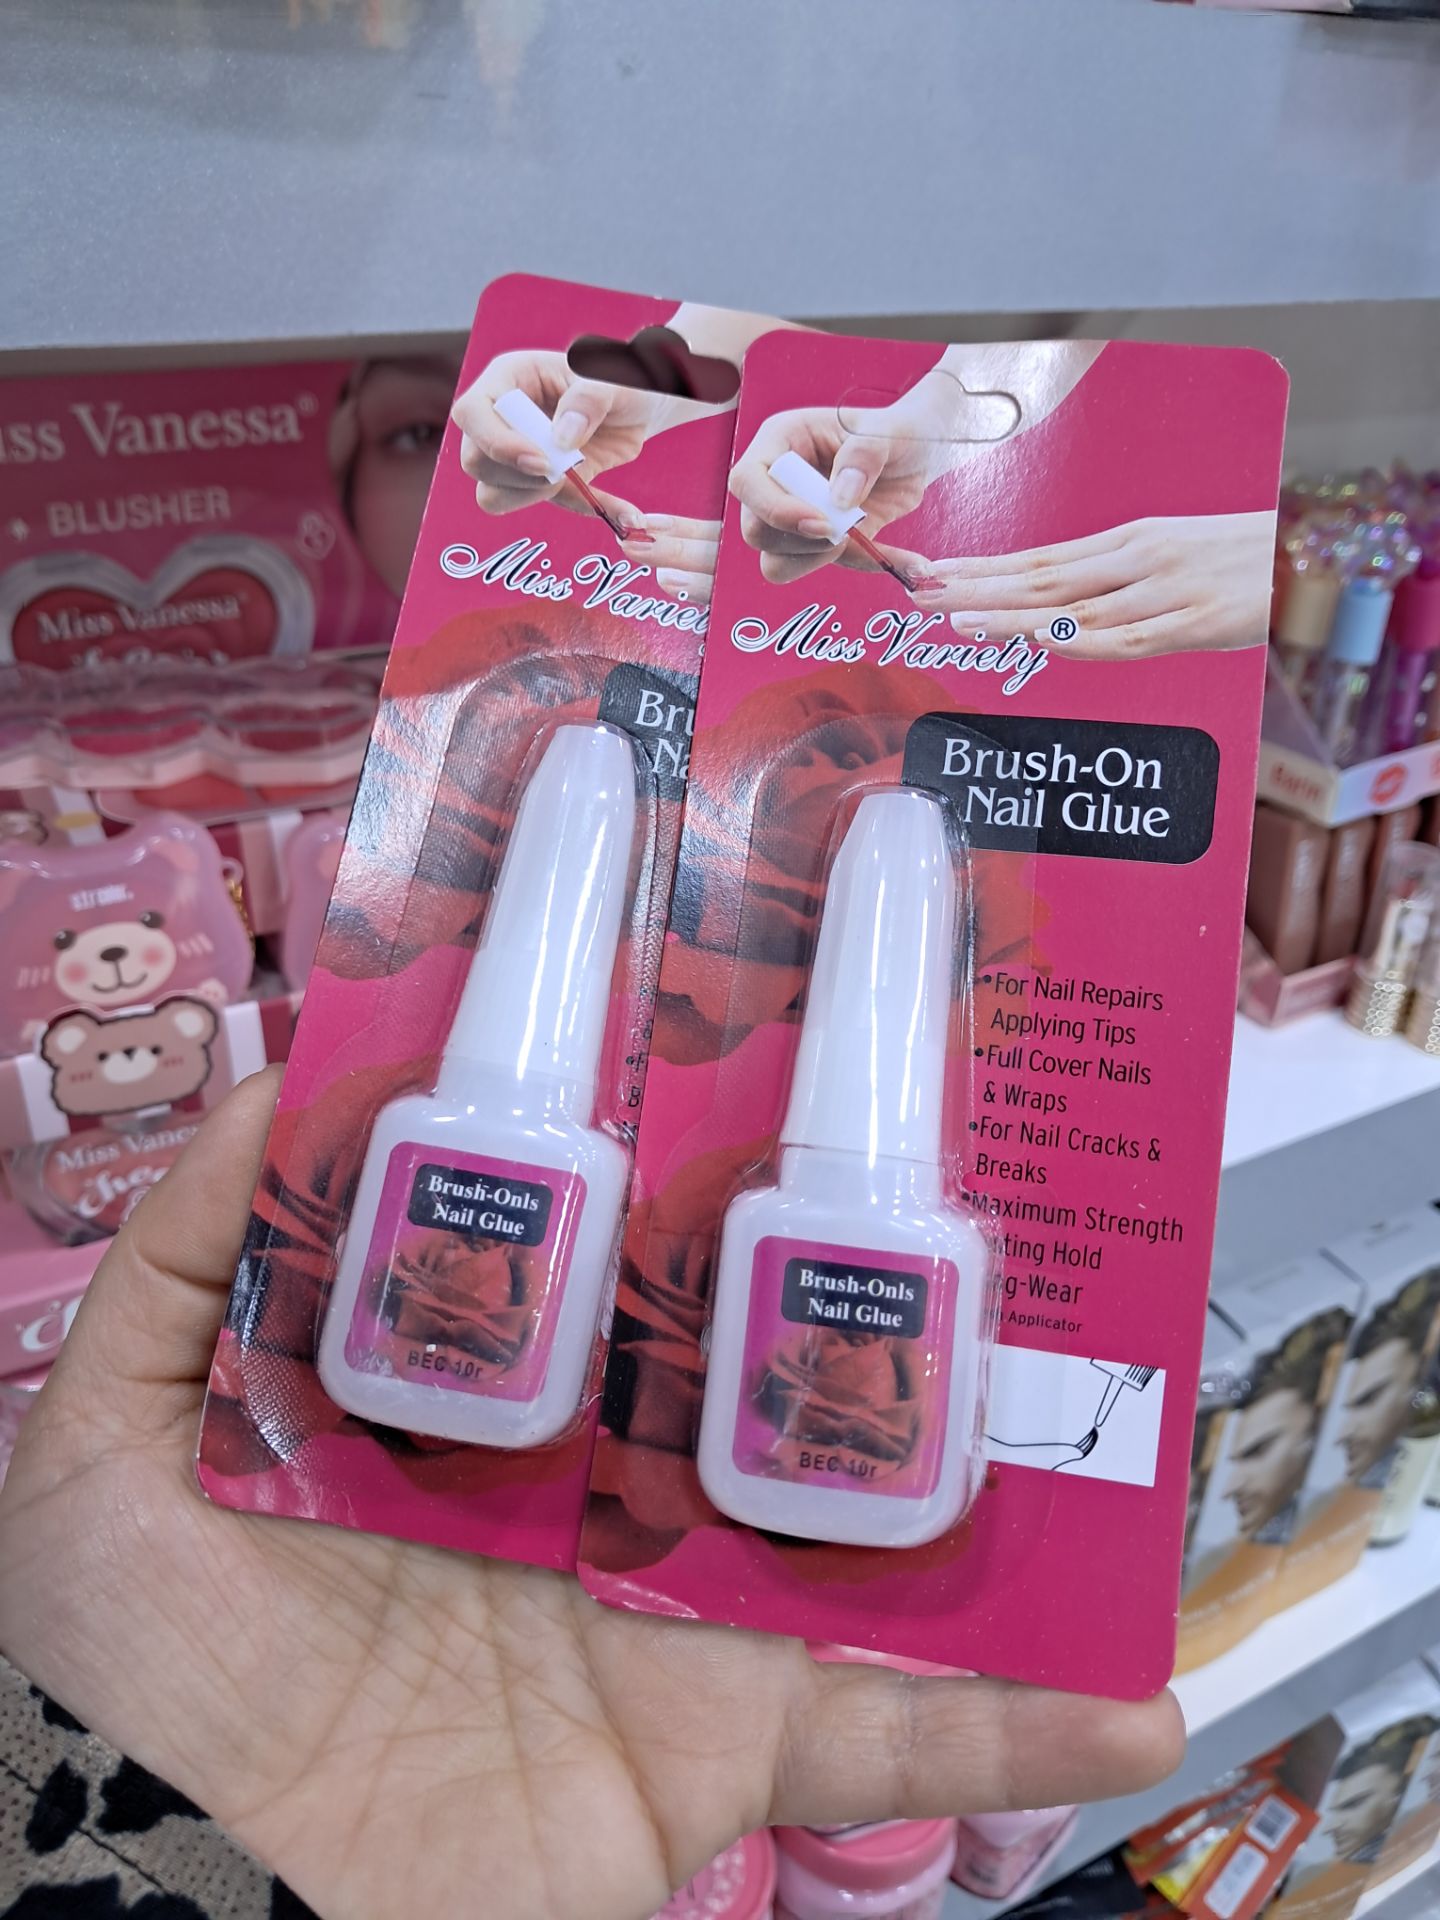 Miss Vanessa®
BLUSHER
Miss Vanessa
Miss Variety
Brush-Onls
Nail Glue
BEC 10r
Miss Variety®
Brush-On
Nail Glue
•For Nail Repairs
Applying Tips
•Full Cover Nails
& Wraps
•For Nail Cracks &
Breaks
•Maximum Strength
Hold
Wear
Applicator
Brush-Onls
Nail Glue
BEC 10r